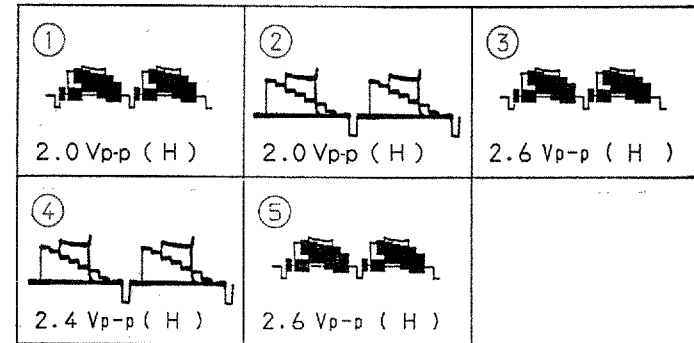 ①
2.0 Vp-p ( H )
②
2.0 Vp-p ( H )
③
2.6 Vp-p ( H )
④
2.4 Vp-p ( H )
⑤
2.6 Vp-p ( H )